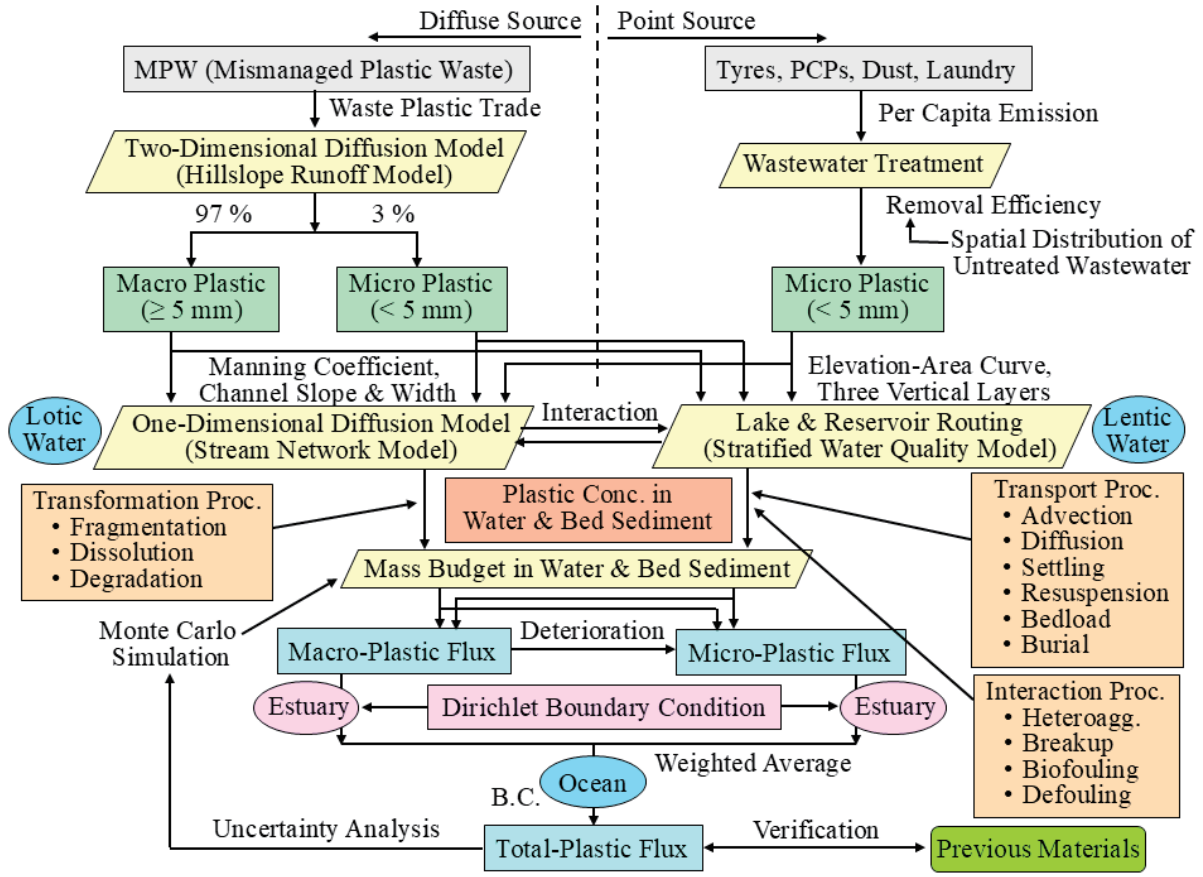 Diffuse Source
Point Source
MPW (Mismanaged Plastic Waste)
Tyres, PCPs, Dust, Laundry
Waste Plastic Trade
Per Capita Emission
Two-Dimensional Diffusion Model
(Hillslope Runoff Model)
Wastewater Treatment
97 %
3 %
Removal Efficiency
Spatial Distribution of
Untreated Wastewater
Macro Plastic
(≥ 5 mm)
Micro Plastic
(< 5 mm)
Micro Plastic
(< 5 mm)
Manning Coefficient,
Channel Slope & Width
Elevation-Area Curve,
Three Vertical Layers
Lotic
Water
One-Dimensional Diffusion Model
(Stream Network Model)
Interaction
Lake & Reservoir Routing
(Stratified Water Quality Model)
Lentic
Water
Transformation Proc.
• Fragmentation
• Dissolution
• Degradation
Plastic Conc. in
Water & Bed Sediment
Transport Proc.
• Advection
• Diffusion
• Settling
• Resuspension
• Bedload
• Burial
Mass Budget in Water & Bed Sediment
Monte Carlo
Simulation
Macro-Plastic Flux
Deterioration
Micro-Plastic Flux
Interaction Proc.
• Heteroagg.
• Breakup
• Biofouling
• Defouling
Estuary
Dirichlet Boundary Condition
Estuary
Weighted Average
Ocean
B.C.
Uncertainty Analysis
Total-Plastic Flux
Verification
Previous Materials